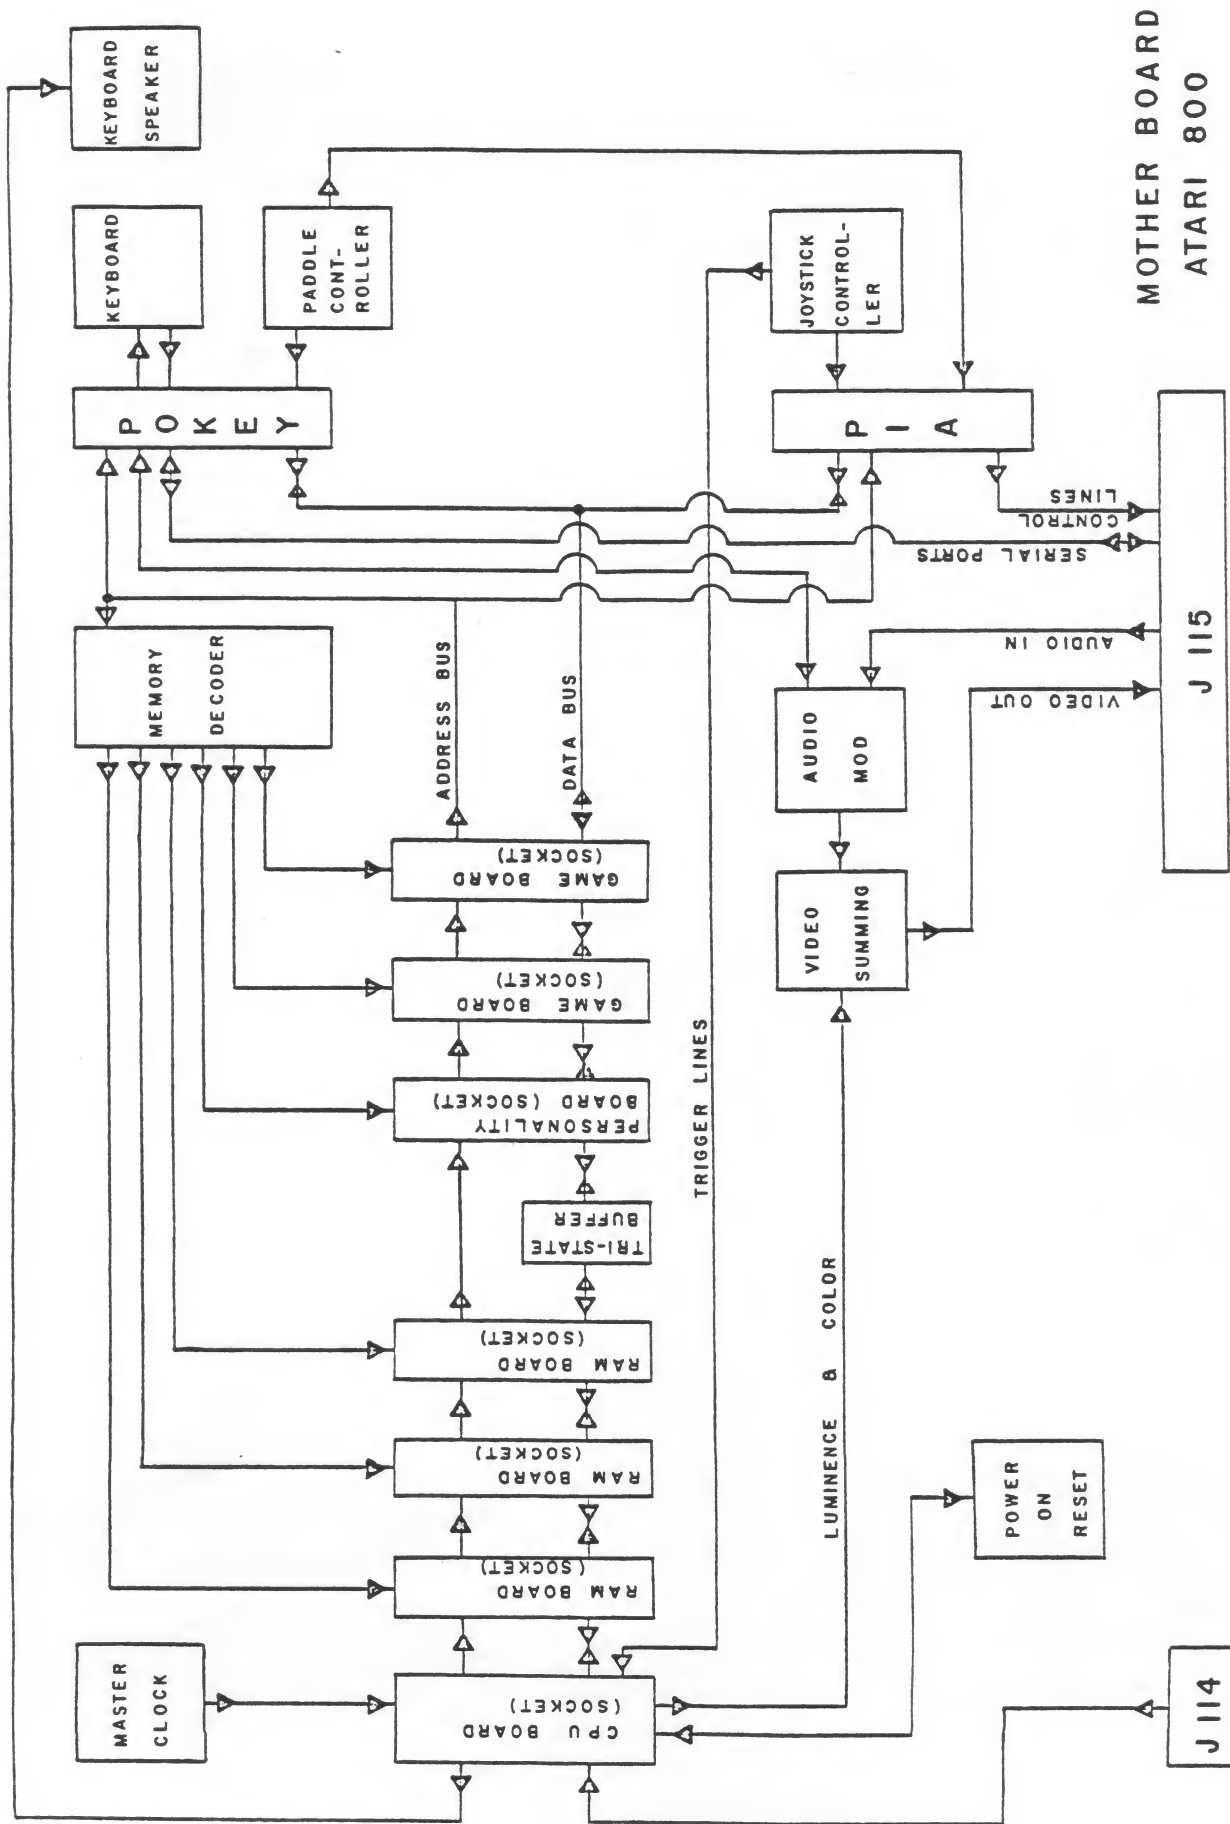 KEYBOARD
SPEAKER
KEYBOARD
PADDLE
CONT-
ROLLER
JOYSTICK
CONTROL-
LER
MOTHER BOARD
ATARI 800
POKEY
PIA
CONTROL
LINES
SERIAL PORTS
AUDIO IN
VIDEO OUT
J 115
MEMORY
DECODER
ADDRESS BUS
DATA BUS
AUDIO
MOD
VIDEO
SUMMING
GAME BOARD
(SOCKET)
GAME BOARD
(SOCKET)
PERSONALITY
BOARD (SOCKET)
TRIGGER LINES
TRI-STATE
BUFFER
RAM BOARD
(SOCKET)
RAM BOARD
(SOCKET)
RAM BOARD
(SOCKET)
LUMINENCE & COLOR
MASTER
CLOCK
CPU BOARD
(SOCKET)
POWER
ON
RESET
J 114